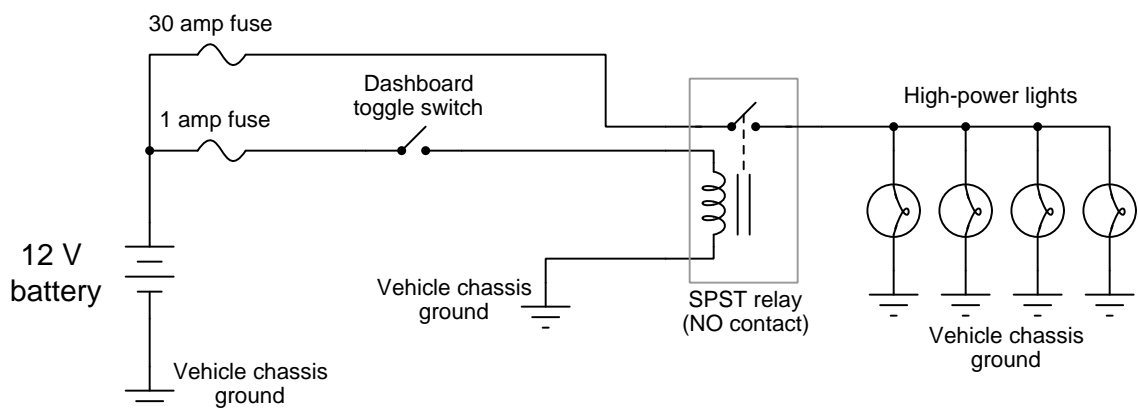 30 amp fuse
Dashboard
toggle switch
High-power lights
1 amp fuse
12 V
battery
Vehicle chassis
ground
SPST relay
(NO contact)
Vehicle chassis
ground
Vehicle chassis
ground